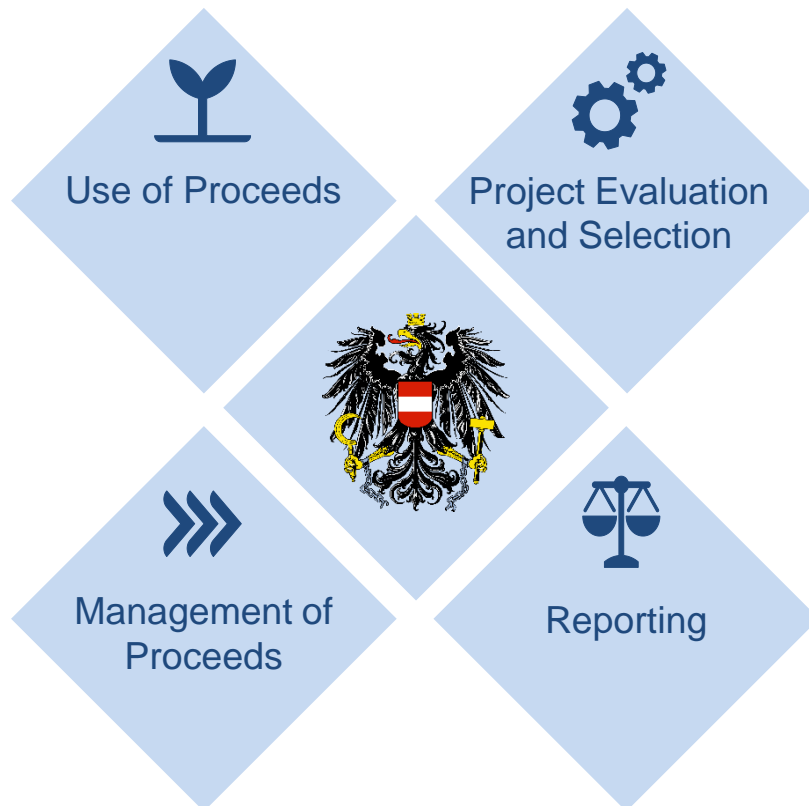 Use of Proceeds
Project Evaluation
and Selection
Management of
Proceeds
Reporting